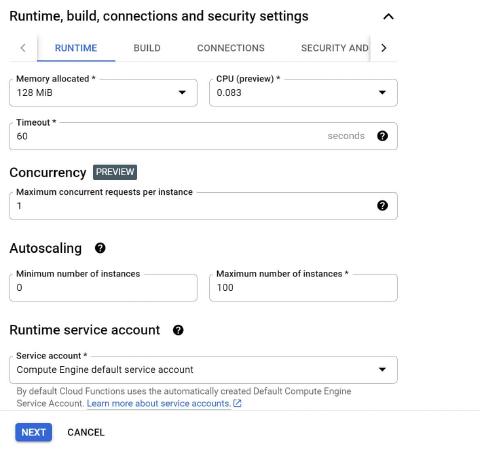 Runtime, build, connections and security settings
RUNTIME BUILD CONNECTIONS SECURITY AND
Memory allocated * CPU (preview) *
128 MiB 0.083
Timeout *
60 seconds
Concurrency PREVIEW
Maximum concurrent requests per instance
1
Autoscaling
Minimum number of instances Maximum number of instances *
0 100
Runtime service account
Service account *
Compute Engine default service account
By default Cloud Functions uses the automatically created Default Compute Engine
Service Account. Learn more about service accounts.
NEXT CANCEL